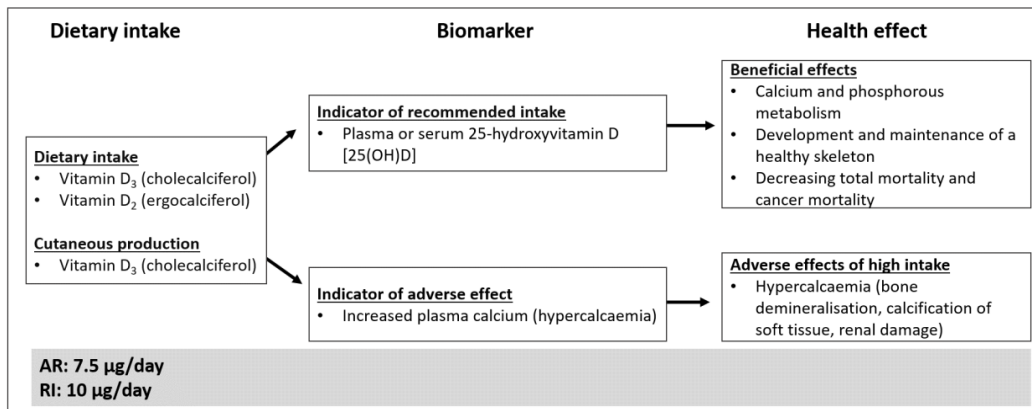 Dietary intake
Biomarker
Health effect
Dietary intake
• Vitamin D₃ (cholecalciferol)
• Vitamin D₂ (ergocalciferol)
Cutaneous production
• Vitamin D₃ (cholecalciferol)
Indicator of recommended intake
• Plasma or serum 25-hydroxyvitamin D
[25(OH)D]
Indicator of adverse effect
• Increased plasma calcium (hypercalcaemia)
Beneficial effects
• Calcium and phosphorous
metabolism
• Development and maintenance of a
healthy skeleton
• Decreasing total mortality and
cancer mortality
Adverse effects of high intake
• Hypercalcaemia (bone
demineralisation, calcification of
soft tissue, renal damage)
AR: 7.5 µg/day
RI: 10 µg/day